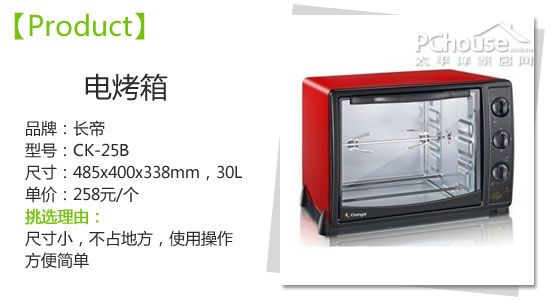 【Product】
电烤箱
品牌：长帝
型号：CK-25B
尺寸：485x400x338mm，30L
单价：258元/个
挑选理由：
尺寸小，不占地方，使用操作
方便简单
PChouse
太平洋家居网
Changdi